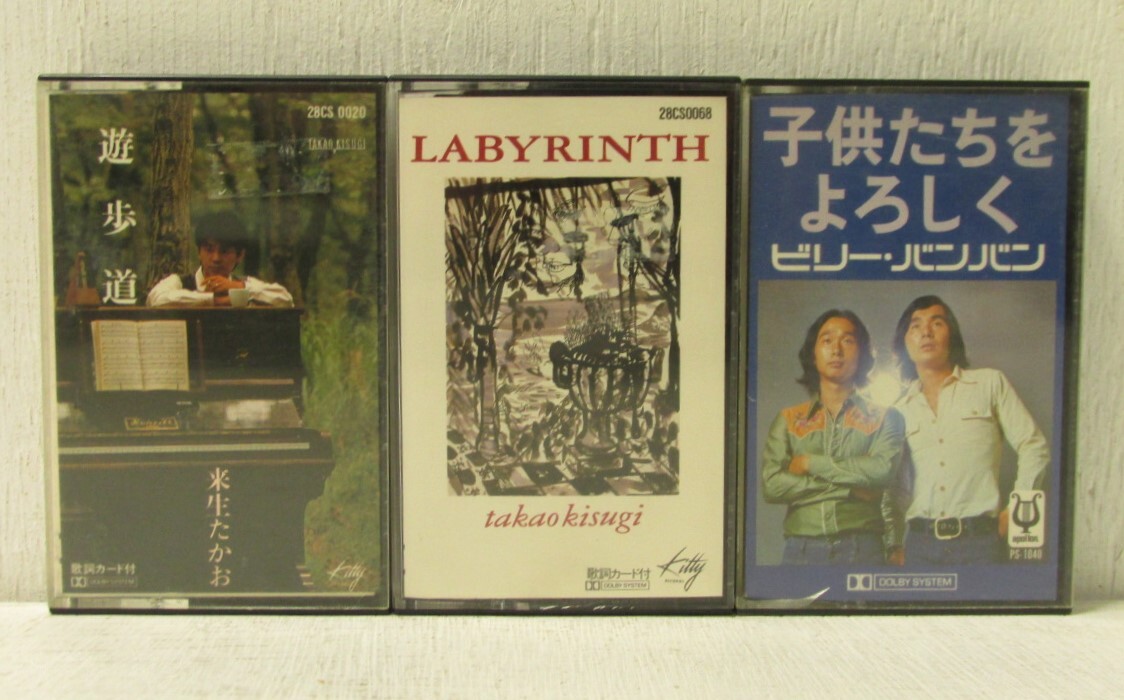 28CS 0020
TAKAO KISUGI
遊歩道
来生たかお
歌詞カード付
DOLBY SYSTEM
Kitty
28CS0068
LABYRINTH
takao kisugi
歌詞カード付
DOLBY SYSTEM
Kitty
子供たちを
よろしく
ビリー・バンバン
apollon
PS-1040
DOLBY SYSTEM